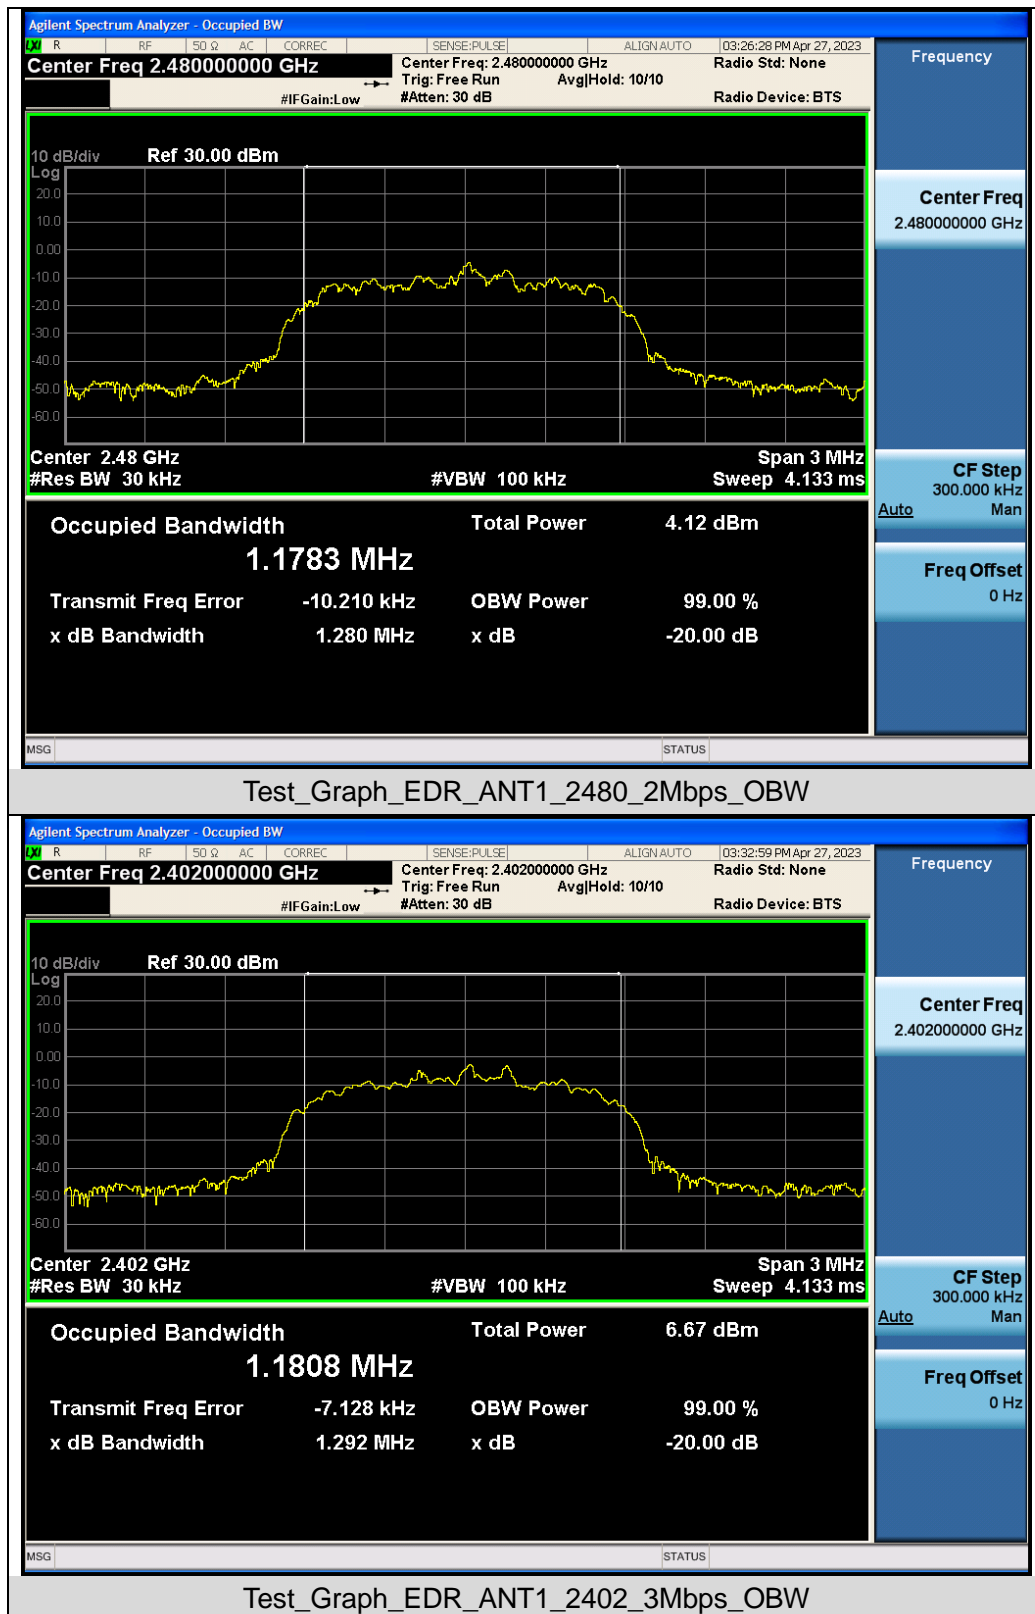 Agilent Spectrum Analyzer - Occupied BW
LXI R RF 50 Ω AC CORREC SENSE:PULSE ALIGN AUTO 03:26:28 PM Apr 27, 2023
Center Freq 2.480000000 GHz
Center Freq: 2.480000000 GHz Radio Std: None
Trig: Free Run Avg|Hold: 10/10
#IFGain:Low #Atten: 30 dB Radio Device: BTS
Frequency
10 dB/div Ref 30.00 dBm
Log
20.0
10.0
0.00
-10.0
-20.0
-30.0
-40.0
-50.0
-60.0
Center 2.48 GHz Span 3 MHz
#Res BW 30 kHz #VBW 100 kHz Sweep 4.133 ms
Center Freq
2.480000000 GHz
CF Step
300.000 kHz
Auto Man
Freq Offset
0 Hz
Occupied Bandwidth Total Power 4.12 dBm
1.1783 MHz
Transmit Freq Error -10.210 kHz OBW Power 99.00 %
x dB Bandwidth 1.280 MHz x dB -20.00 dB
MSG STATUS
Test_Graph_EDR_ANT1_2480_2Mbps_OBW
Agilent Spectrum Analyzer - Occupied BW
LXI R RF 50 Ω AC CORREC SENSE:PULSE ALIGN AUTO 03:32:59 PM Apr 27, 2023
Center Freq 2.402000000 GHz
Center Freq: 2.402000000 GHz Radio Std: None
Trig: Free Run Avg|Hold: 10/10
#IFGain:Low #Atten: 30 dB Radio Device: BTS
Frequency
10 dB/div Ref 30.00 dBm
Log
20.0
10.0
0.00
-10.0
-20.0
-30.0
-40.0
-50.0
-60.0
Center 2.402 GHz Span 3 MHz
#Res BW 30 kHz #VBW 100 kHz Sweep 4.133 ms
Center Freq
2.402000000 GHz
CF Step
300.000 kHz
Auto Man
Freq Offset
0 Hz
Occupied Bandwidth Total Power 6.67 dBm
1.1808 MHz
Transmit Freq Error -7.128 kHz OBW Power 99.00 %
x dB Bandwidth 1.292 MHz x dB -20.00 dB
MSG STATUS
Test_Graph_EDR_ANT1_2402_3Mbps_OBW